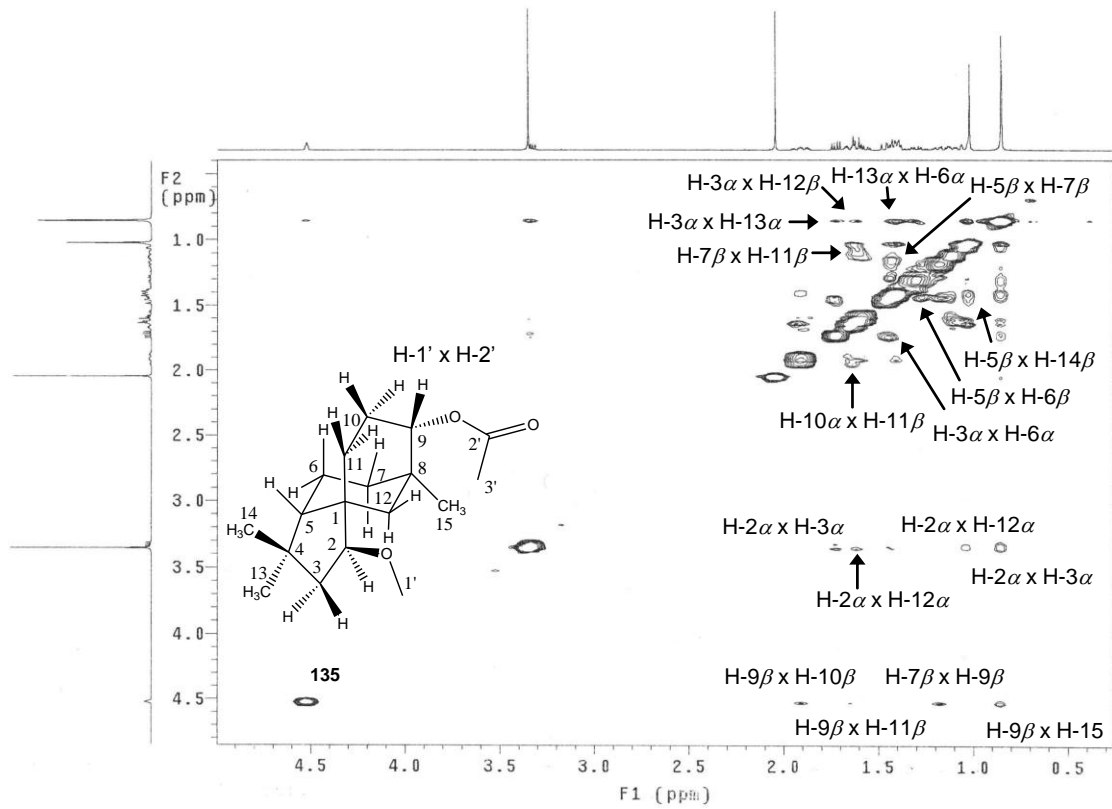 F2
(ppm)
H-3α x H-12β
H-13α x H-6α
H-5β x H-7β
H-3α x H-13α
H-7β x H-11β
1.0
1.5
2.0
2.5
3.0
3.5
4.0
4.5
H-1' x H-2'
H-5β x H-14β
H-5β x H-6β
H-10α x H-11β
H-3α x H-6α
H
H
H
10
O
O
H
H
H
9
2'
6
11
7
8
3'
H
H
12
H
CH3
H
5
1
H
H
15
14
H3C
4
2
O
13
3
H3C
1'
H
H
H
H-2α x H-3α
H-2α x H-12α
H-2α x H-3α
H-2α x H-12α
135
H-9β x H-10β
H-7β x H-9β
H-9β x H-11β
H-9β x H-15
4.5 4.0 3.5 3.0 2.5 2.0 1.5 1.0 0.5
F1 (ppm)